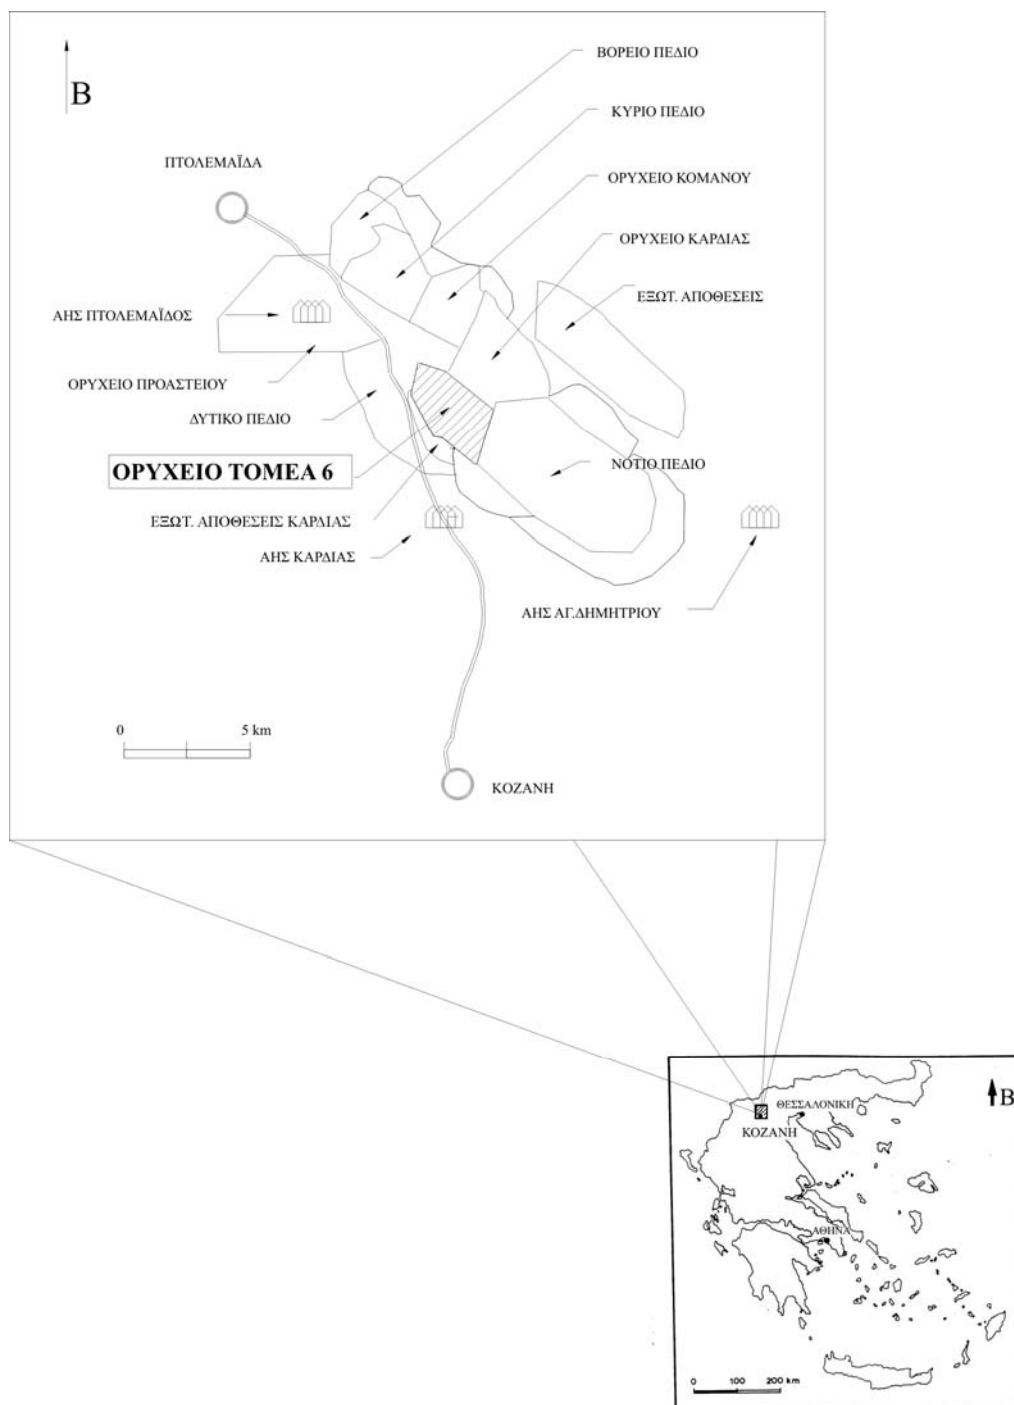 ΒΟΡΕΙΟ ΠΕΔΙΟ
Β
ΚΥΡΙΟ ΠΕΔΙΟ
ΠΤΟΛΕΜΑΪΔΑ
ΟΡΥΧΕΙΟ ΚΟΜΑΝΟΥ
ΟΡΥΧΕΙΟ ΚΑΡΔΙΑΣ
ΕΞΩΤ. ΑΠΟΘΕΣΕΙΣ
ΑΗΣ ΠΤΟΛΕΜΑΪΔΟΣ
ΟΡΥΧΕΙΟ ΠΡΟΑΣΤΕΙΟΥ
ΔΥΤΙΚΟ ΠΕΔΙΟ
ΝΟΤΙΟ ΠΕΔΙΟ
ΟΡΥΧΕΙΟ ΤΟΜΕΑ 6
ΕΞΩΤ. ΑΠΟΘΕΣΕΙΣ ΚΑΡΔΙΑΣ
ΑΗΣ ΚΑΡΔΙΑΣ
ΑΗΣ ΑΓ.ΔΗΜΗΤΡΙΟΥ
0 5 km
ΚΟΖΑΝΗ
Β
ΘΕΣΣΑΛΟΝΙΚΗ
ΚΟΖΑΝΗ
ΑΘΗΝΑ
0 100 200 km